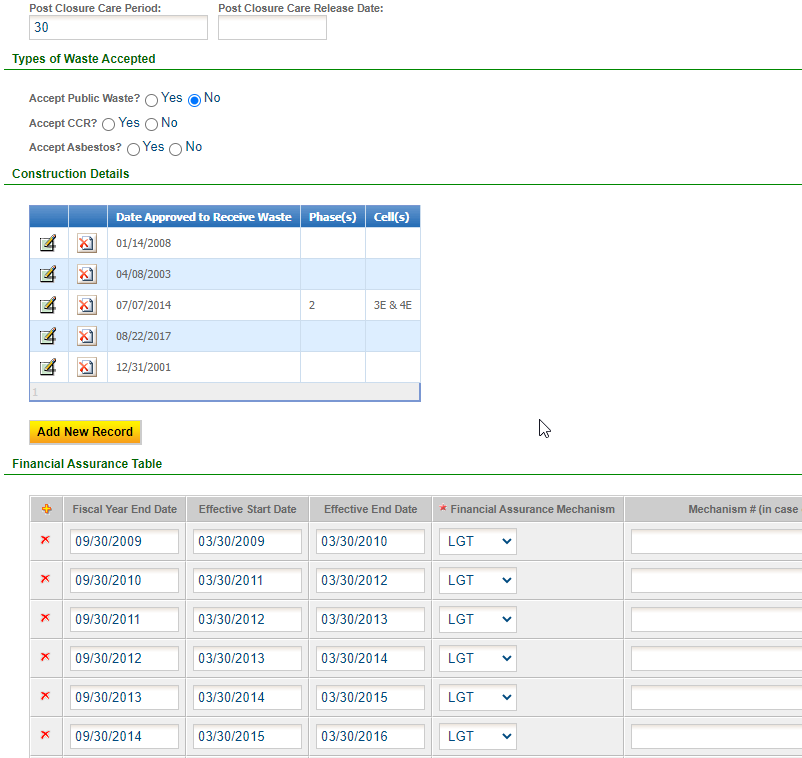 Post Closure Care Period: Post Closure Care Release Date:
30
Types of Waste Accepted
Accept Public Waste? Yes No
Accept CCR? Yes No
Accept Asbestos? Yes No
Construction Details
Date Approved to Receive Waste Phase(s) Cell(s)
01/14/2008
04/08/2003
07/07/2014 2 3E & 4E
08/22/2017
12/31/2001
1
Add New Record
Financial Assurance Table
Fiscal Year End Date Effective Start Date Effective End Date * Financial Assurance Mechanism Mechanism # (in case
09/30/2009 03/30/2009 03/30/2010 LGT
09/30/2010 03/30/2011 03/30/2012 LGT
09/30/2011 03/30/2012 03/30/2013 LGT
09/30/2012 03/30/2013 03/30/2014 LGT
09/30/2013 03/30/2014 03/30/2015 LGT
09/30/2014 03/30/2015 03/30/2016 LGT